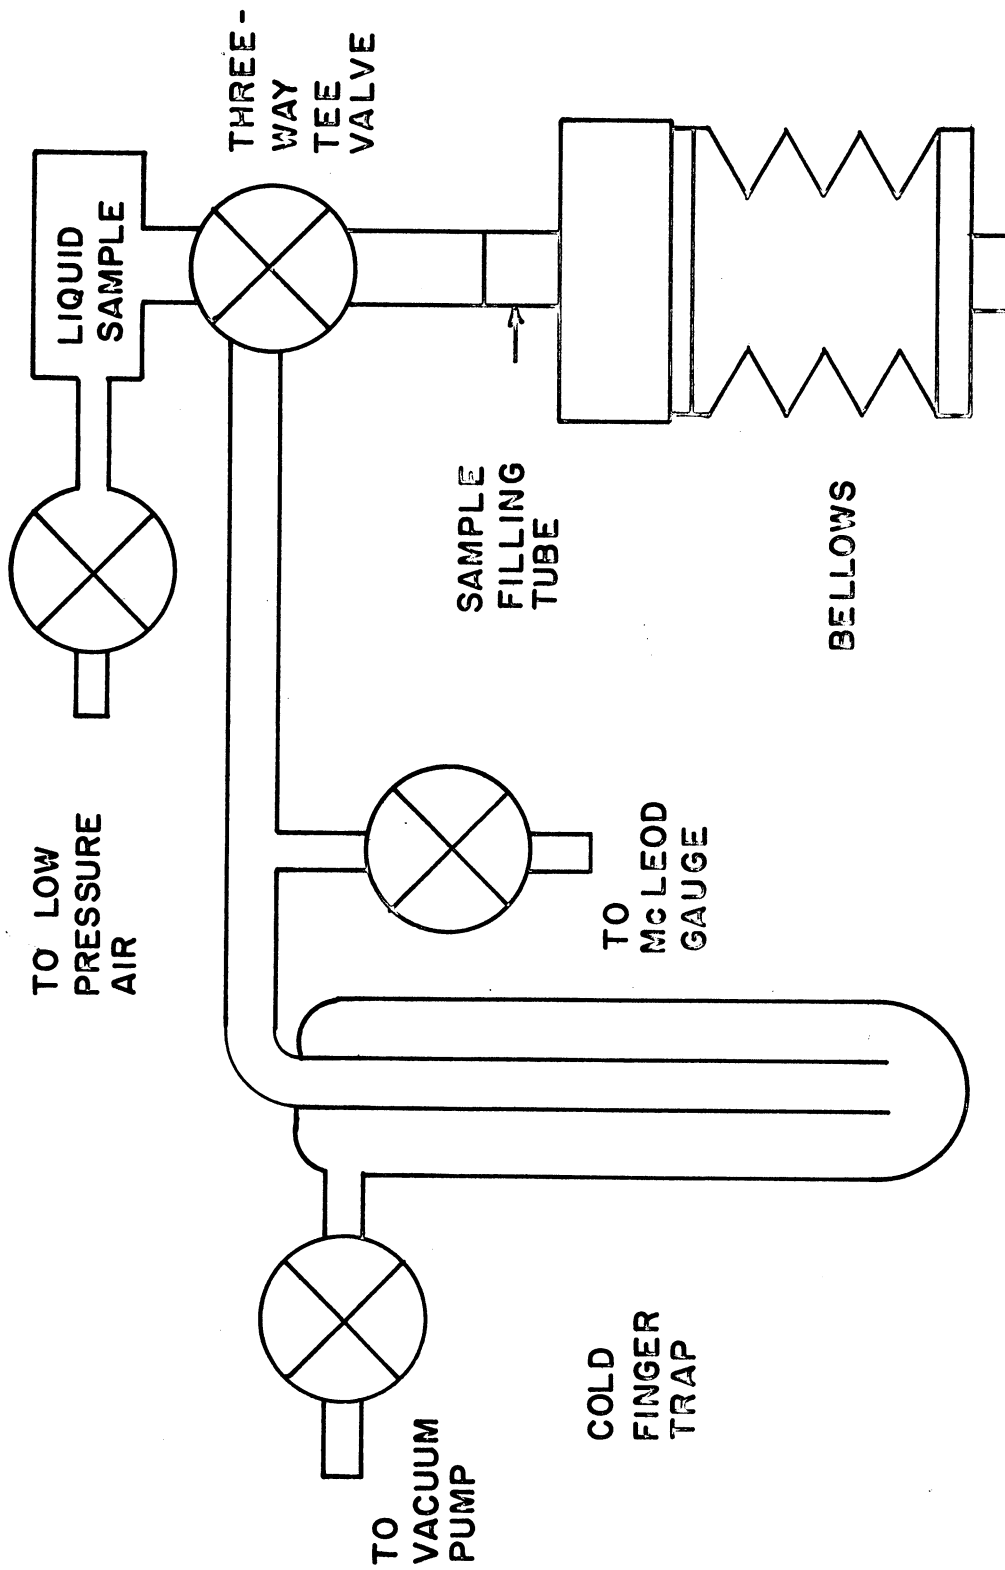 TO LOW
PRESSURE
AIR
LIQUID
SAMPLE
THREE-
WAY
TEE
VALVE
TO
VACUUM
PUMP
COLD
FINGER
TRAP
TO
McLEOD
GAUGE
SAMPLE
FILLING
TUBE
BELLOWS